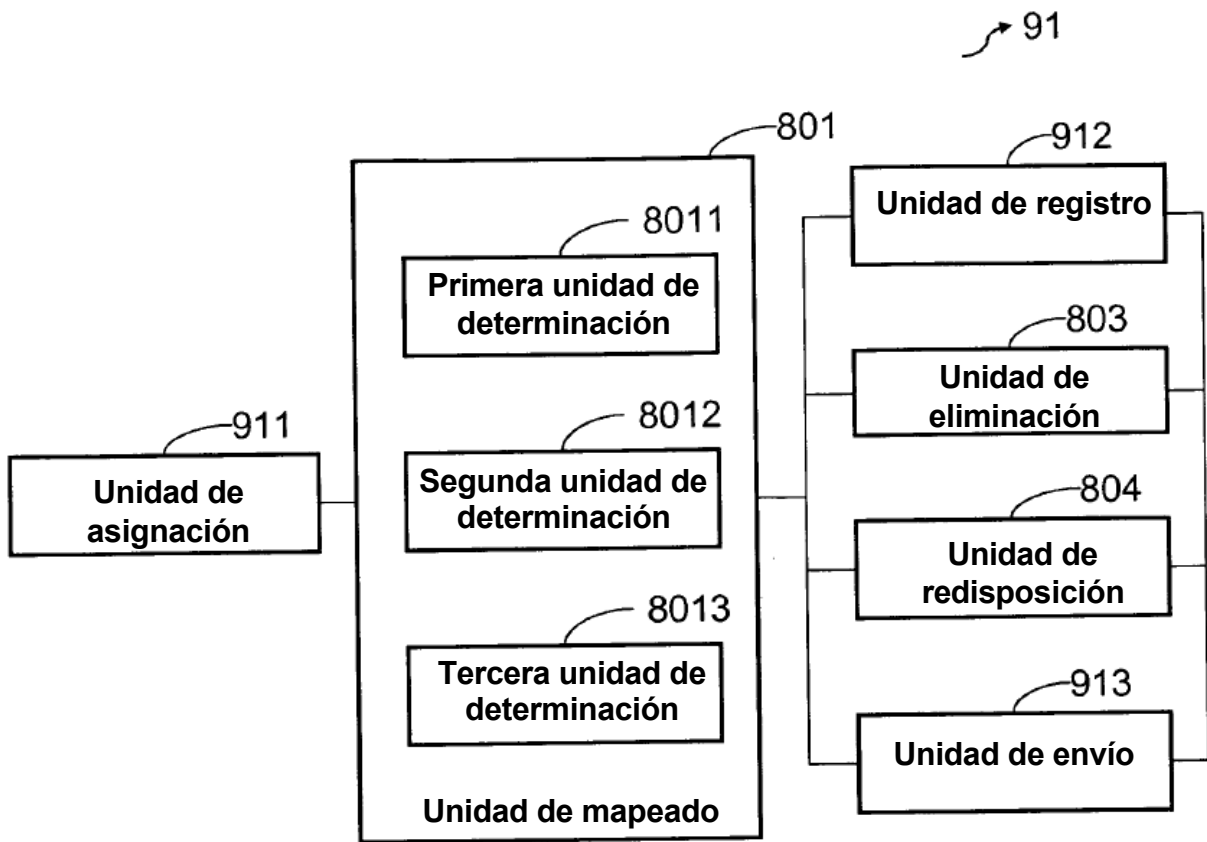 91
801
912
Unidad de registro
8011
Primera unidad de
determinación
803
Unidad de
eliminación
911
Unidad de
asignación
8012
Segunda unidad de
determinación
804
Unidad de
redisposición
8013
Tercera unidad de
determinación
913
Unidad de envío
Unidad de mapeado